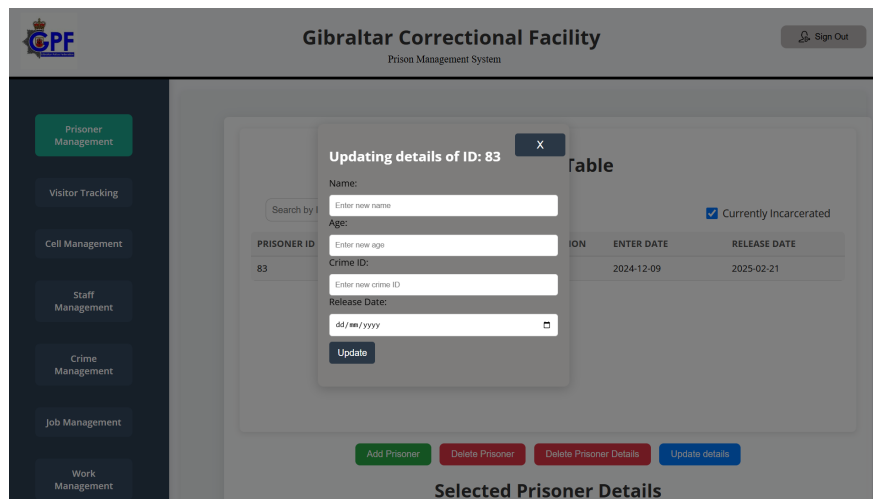 GPF
Gibraltar Correctional Facility
Prison Management System
Sign Out
Prisoner
Management
Visitor Tracking
Cell Management
Staff
Management
Crime
Management
Job Management
Work
Management
Table
Search by
Currently Incarcerated
PRISONER ID
ENTER DATE
RELEASE DATE
83
2024-12-09
2025-02-21
X
Updating details of ID: 83
Name:
Enter new name
Age:
Enter new age
Crime ID:
Enter new crime ID
Release Date:
dd/mm/yyyy
Update
Add Prisoner
Delete Prisoner
Delete Prisoner Details
Update details
Selected Prisoner Details